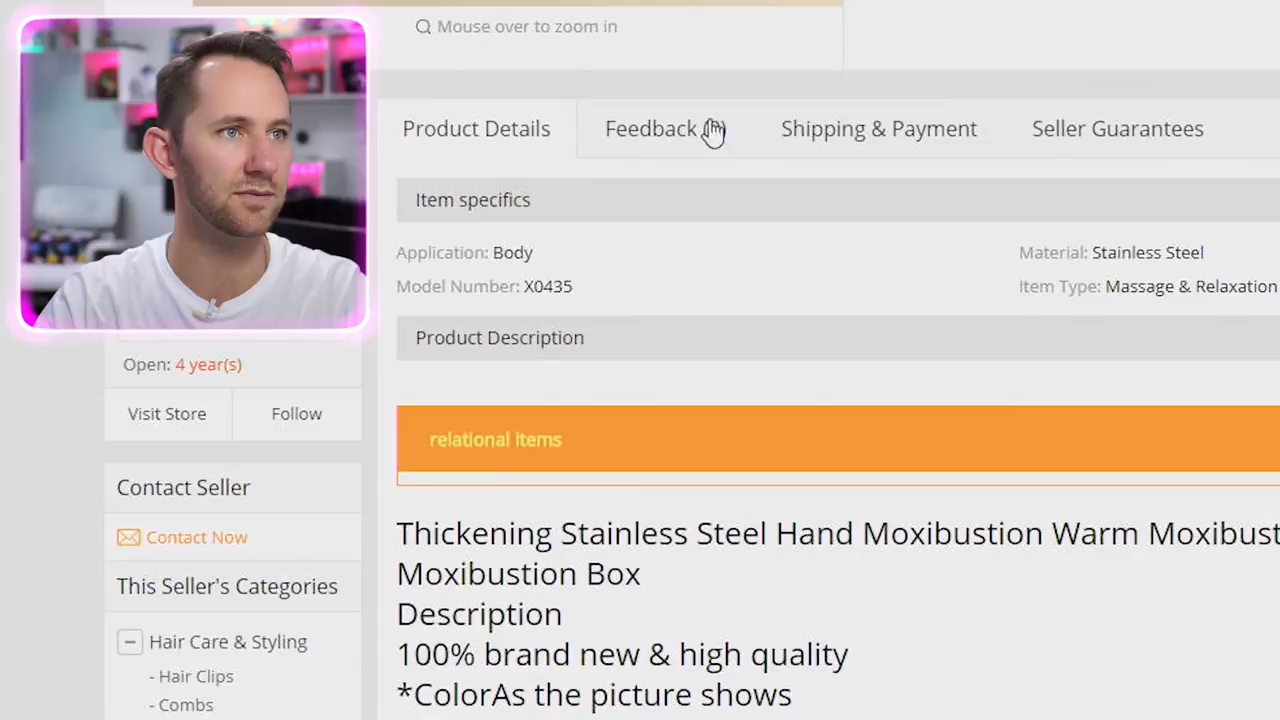 Mouse over to zoom in
Product Details
Feedback
Shipping & Payment
Seller Guarantees
Item specifics
Application: Body
Material: Stainless Steel
Model Number: X0435
Item Type: Massage & Relaxation
Product Description
Open: 4 year(s)
Visit Store
Follow
relational items
Contact Seller
Contact Now
This Seller's Categories
Hair Care & Styling
- Hair Clips
- Combs
Thickening Stainless Steel Hand Moxibustion Warm Moxibust
Moxibustion Box
Description
100% brand new & high quality
*ColorAs the picture shows